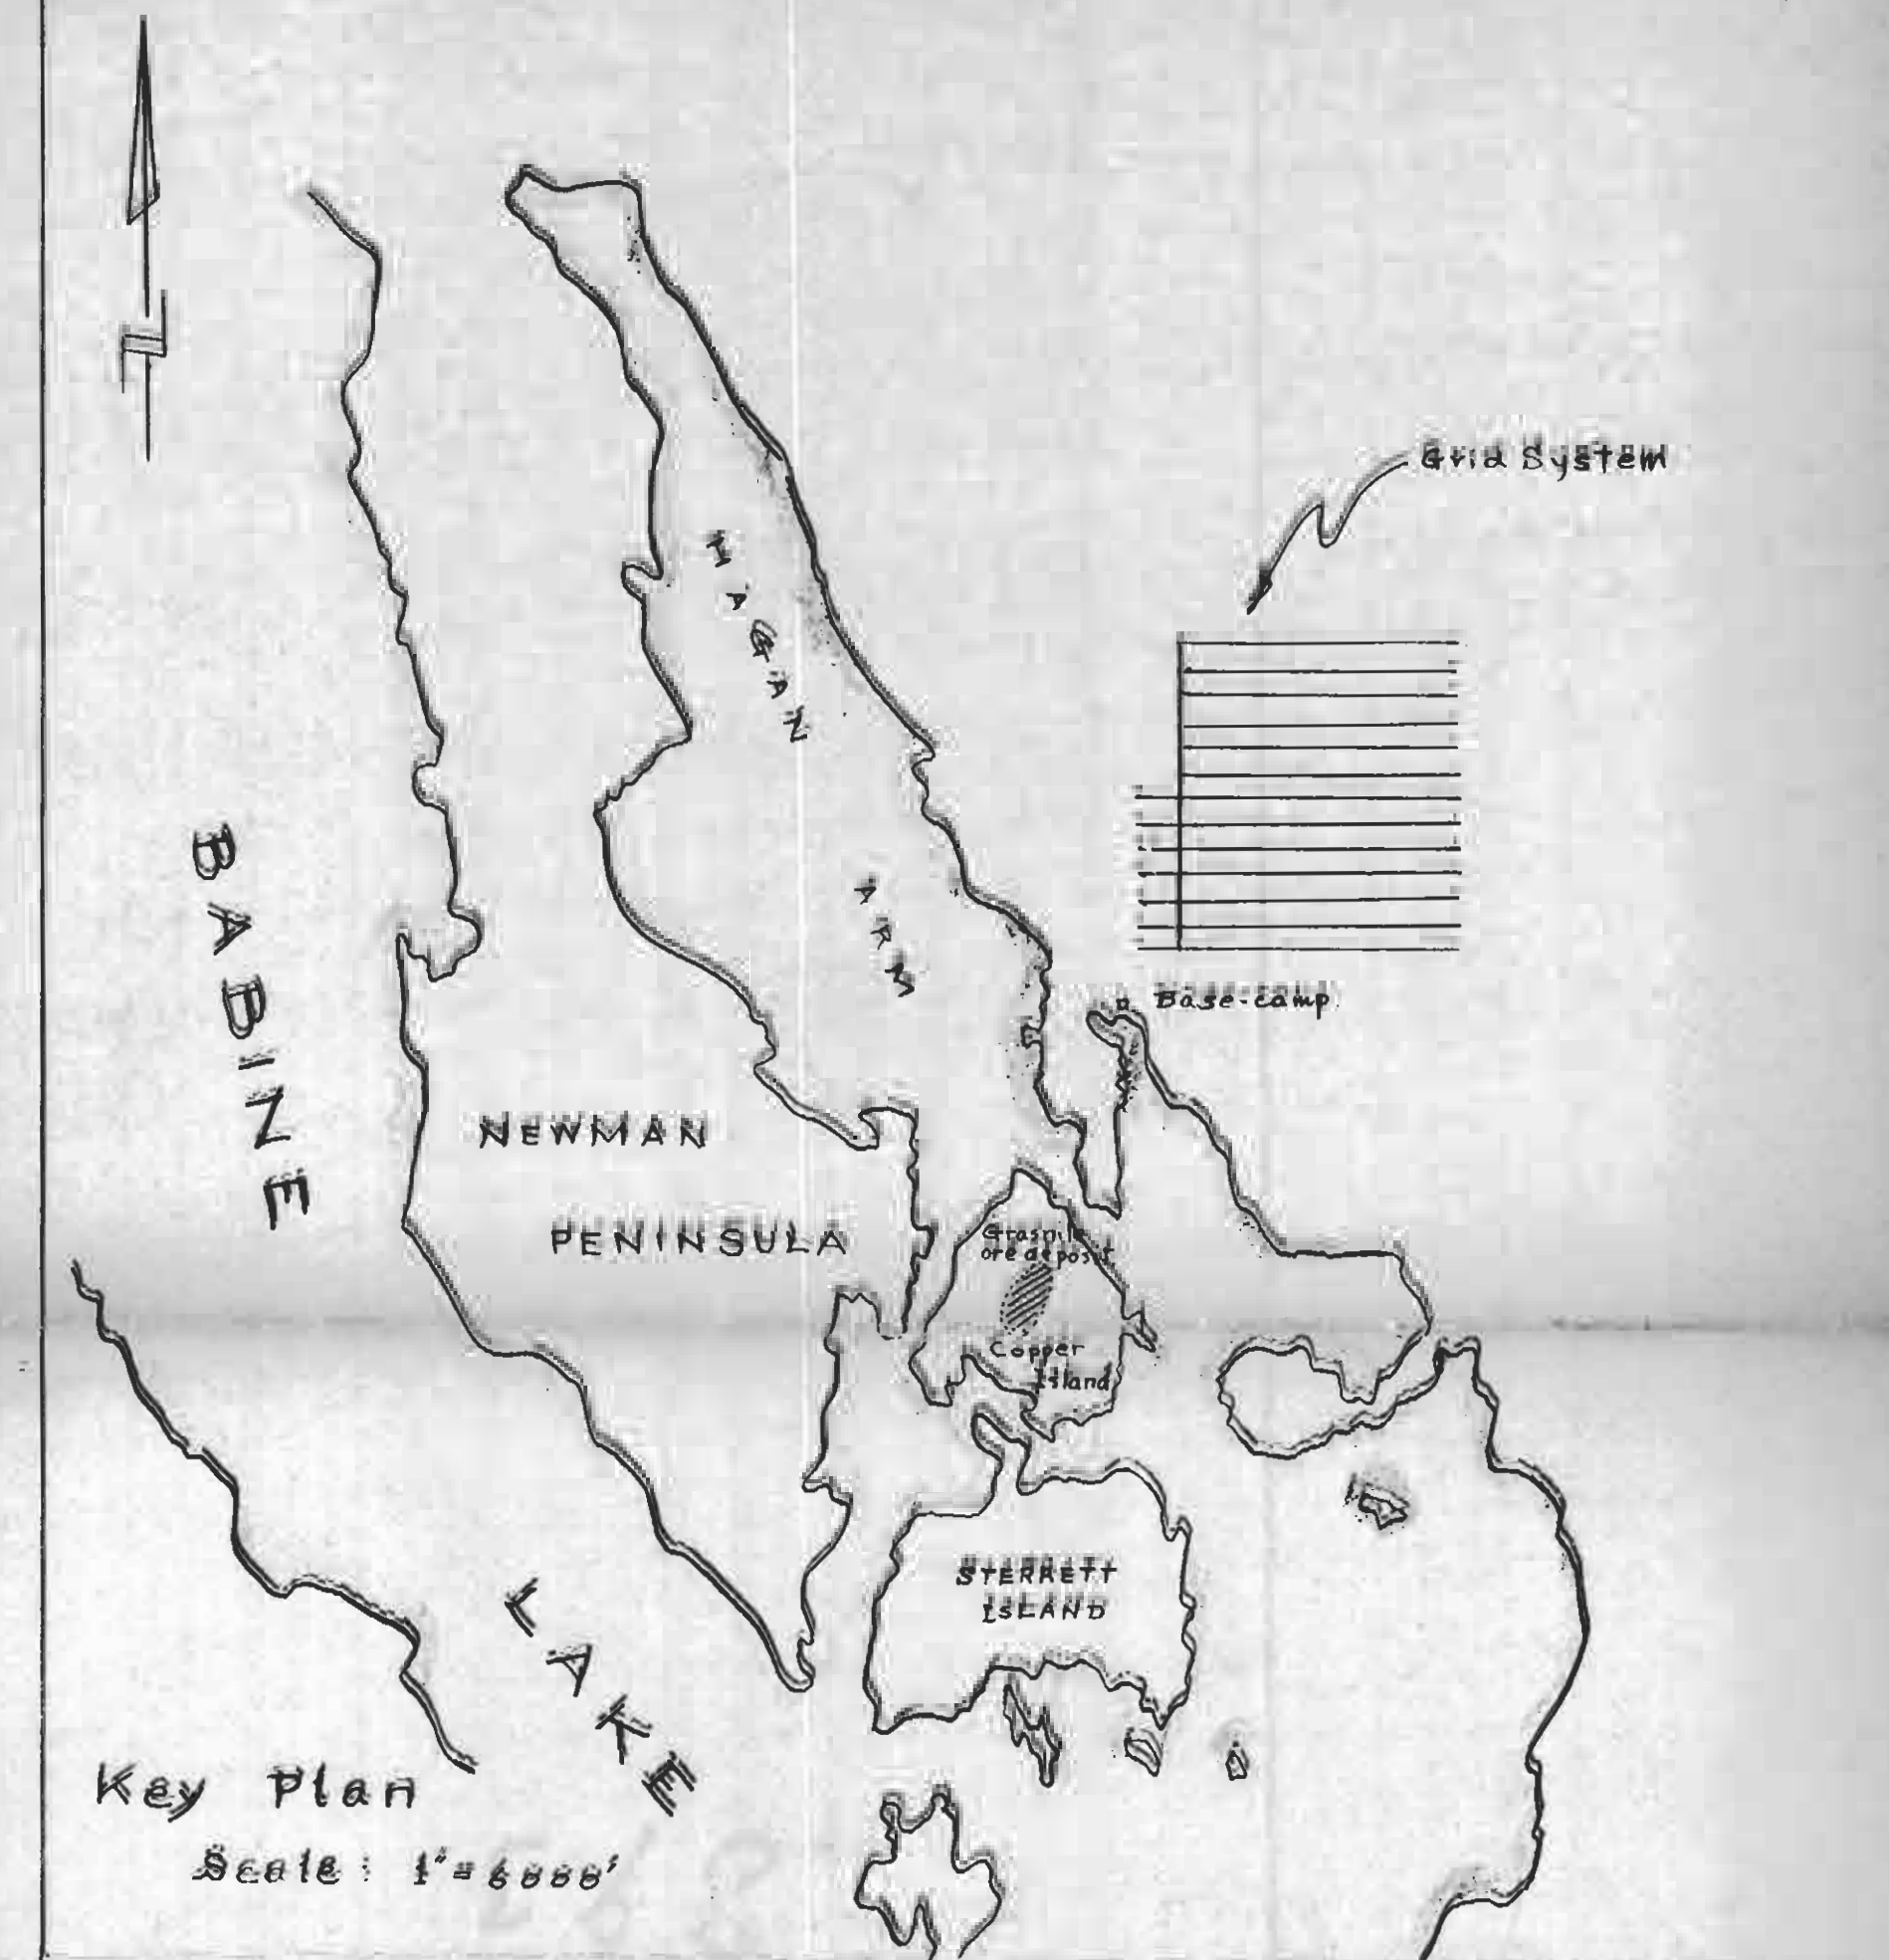 Grid System
HAGAN
ARM
BABINE
LAKE
Base-camp
NEWMAN
PENINSULA
Granisle
ore deposit
Copper
Island
STERRETT
ISLAND
Key Plan
Scale: 1"=